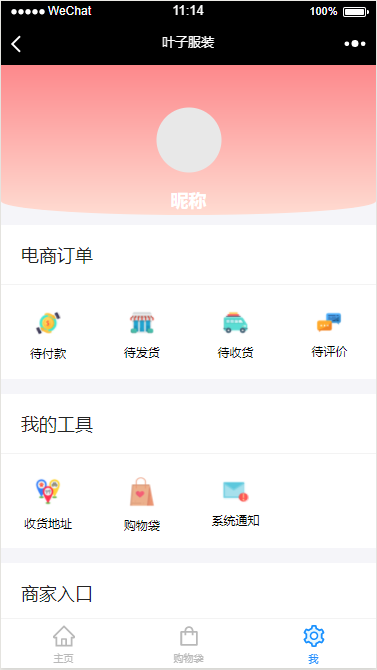 WeChat 11:14 100%
叶子服装
昵称
电商订单
待付款 待发货 待收货 待评价
我的工具
收货地址 购物袋 系统通知
商家入口
主页 购物袋 我